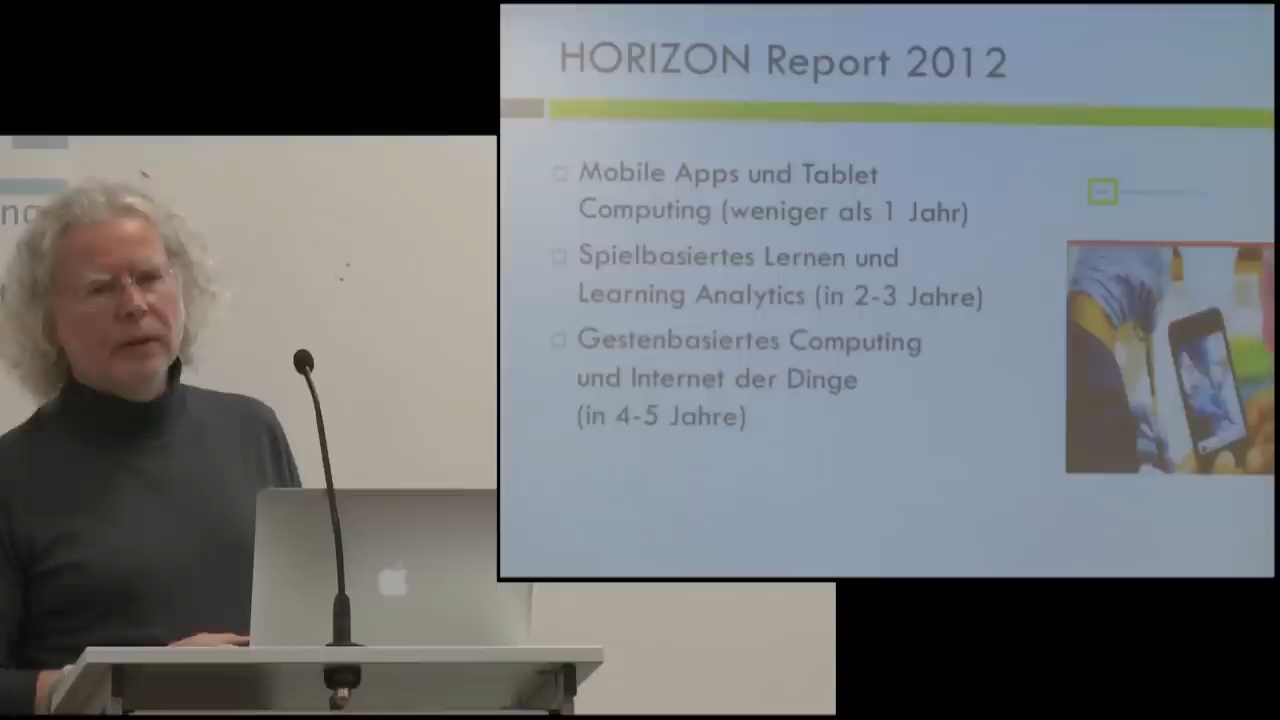 HORIZON Report 2012
Mobile Apps und Tablet
Computing (weniger als 1 Jahr)
Spielbasiertes Lernen und
Learning Analytics (in 2-3 Jahre)
Gestenbasiertes Computing
und Internet der Dinge
(in 4-5 Jahre)